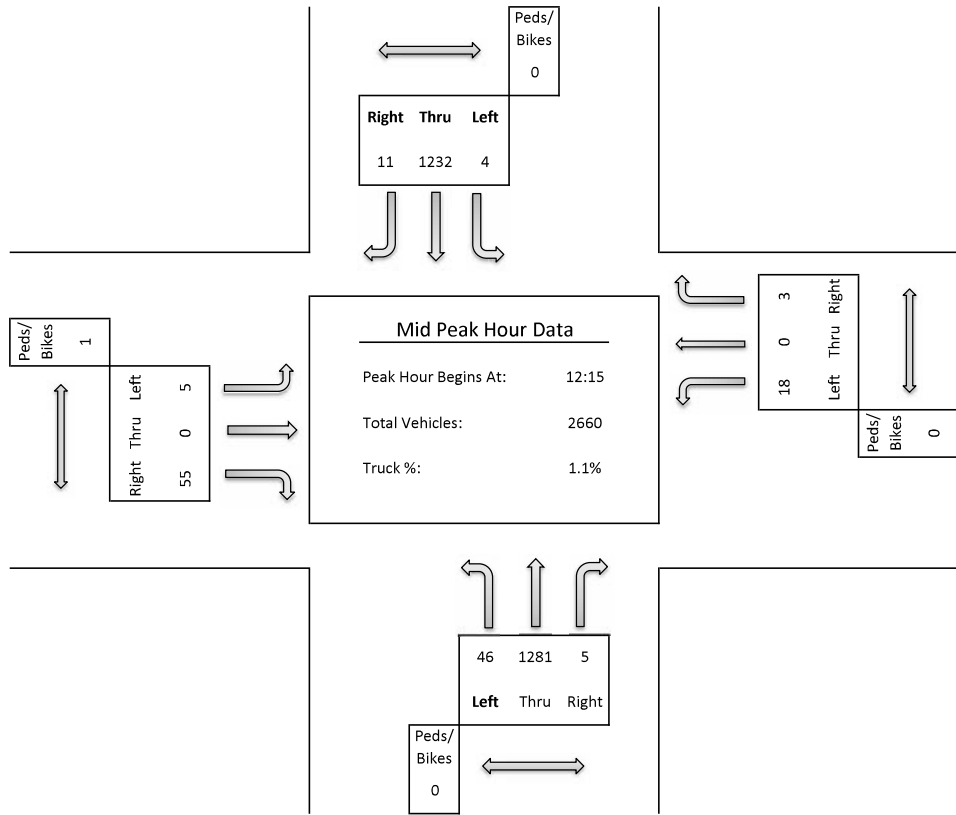 Peds/
Bikes
0
Right Thru Left
11 1232 4
3 Right
0 Thru
18 Left
Peds/
Bikes
0
Peds/
Bikes
1
Left 5
Thru 0
Right 55
Mid Peak Hour Data
Peak Hour Begins At: 12:15
Total Vehicles: 2660
Truck %: 1.1%
46 1281 5
Left Thru Right
Peds/
Bikes
0